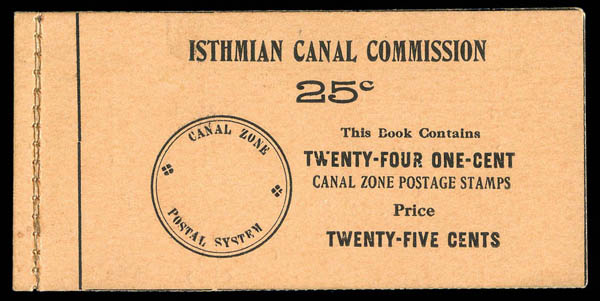 ISTHMIAN CANAL COMMISSION
25c
This Book Contains
TWENTY-FOUR ONE-CENT
CANAL ZONE POSTAGE STAMPS
Price
TWENTY-FIVE CENTS
CANAL ZONE
POSTAL SYSTEM